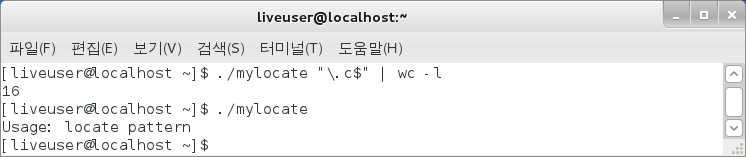 liveuser@localhost:~
파일(F) 편집(E) 보기(V) 검색(S) 터미널(T) 도움말(H)
[liveuser@localhost ~]$ ./mylocate "\.c$" | wc -l
16
[liveuser@localhost ~]$ ./mylocate
Usage: locate pattern
[liveuser@localhost ~]$